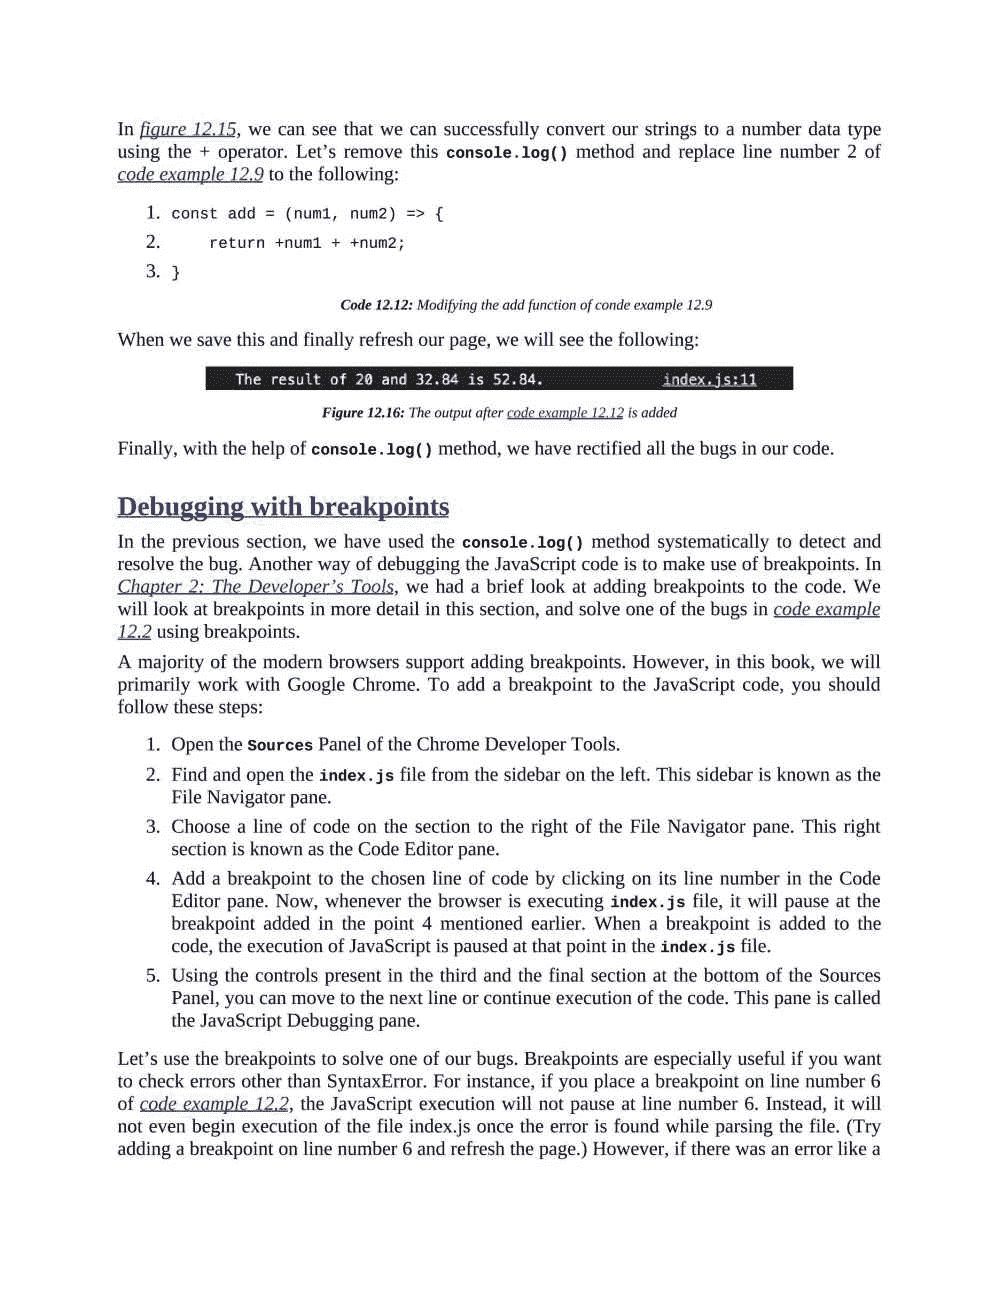 In figure 12.15, we can see that we can successfully convert our strings to a number data type
using the + operator. Let's remove this console.log() method and replace line number 2 of
code example 12.9 to the following:
1. const add = (num1, num2) => {
2.     return +num1 + +num2;
3. }
Code 12.12: Modifying the add function of conde example 12.9
When we save this and finally refresh our page, we will see the following:
The result of 20 and 32.84 is 52.84. index.js:11
Figure 12.16: The output after code example 12.12 is added
Finally, with the help of console.log() method, we have rectified all the bugs in our code.
Debugging with breakpoints
In the previous section, we have used the console.log() method systematically to detect and
resolve the bug. Another way of debugging the JavaScript code is to make use of breakpoints. In
Chapter 2: The Developer's Tools, we had a brief look at adding breakpoints to the code. We
will look at breakpoints in more detail in this section, and solve one of the bugs in code example
12.2 using breakpoints.
A majority of the modern browsers support adding breakpoints. However, in this book, we will
primarily work with Google Chrome. To add a breakpoint to the JavaScript code, you should
follow these steps:
1. Open the Sources Panel of the Chrome Developer Tools.
2. Find and open the index.js file from the sidebar on the left. This sidebar is known as the
File Navigator pane.
3. Choose a line of code on the section to the right of the File Navigator pane. This right
section is known as the Code Editor pane.
4. Add a breakpoint to the chosen line of code by clicking on its line number in the Code
Editor pane. Now, whenever the browser is executing index.js file, it will pause at the
breakpoint added in the point 4 mentioned earlier. When a breakpoint is added to the
code, the execution of JavaScript is paused at that point in the index.js file.
5. Using the controls present in the third and the final section at the bottom of the Sources
Panel, you can move to the next line or continue execution of the code. This pane is called
the JavaScript Debugging pane.
Let's use the breakpoints to solve one of our bugs. Breakpoints are especially useful if you want
to check errors other than SyntaxError. For instance, if you place a breakpoint on line number 6
of code example 12.2, the JavaScript execution will not pause at line number 6. Instead, it will
not even begin execution of the file index.js once the error is found while parsing the file. (Try
adding a breakpoint on line number 6 and refresh the page.) However, if there was an error like a